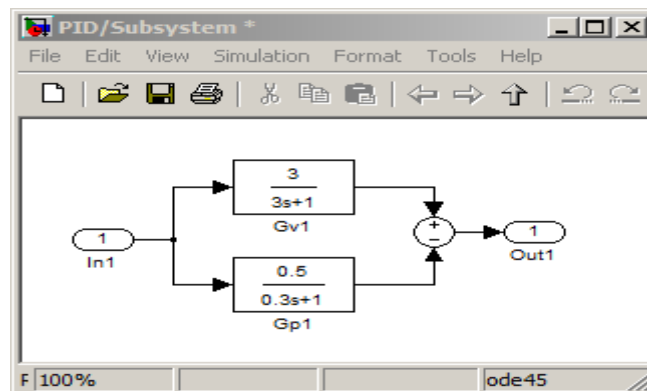 PID/Subsystem *
File Edit View Simulation Format Tools Help
3
3s+1
Gv1
1
In1
+
−
1
Out1
0.5
0.3s+1
Gp1
F 100% ode45